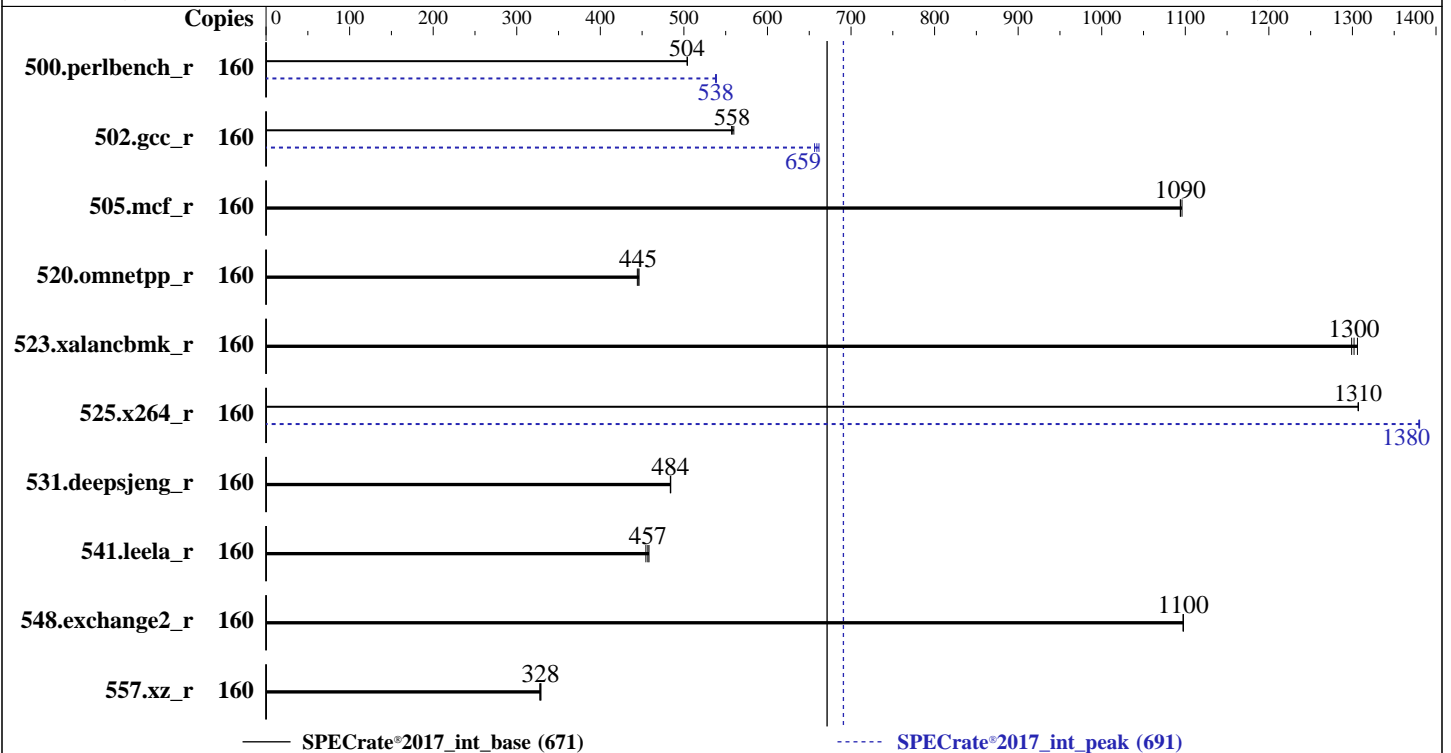 Copies 0 100 200 300 400 500 600 700 800 900 1000 1100 1200 1300 1400
500.perlbench_r 160 504
538
502.gcc_r 160 558
659
505.mcf_r 160 1090
520.omnetpp_r 160 445
523.xalancbmk_r 160 1300
525.x264_r 160 1310
1380
531.deepsjeng_r 160 484
541.leela_r 160 457
548.exchange2_r 160 1100
557.xz_r 160 328
SPECrate®2017_int_base (671) SPECrate®2017_int_peak (691)